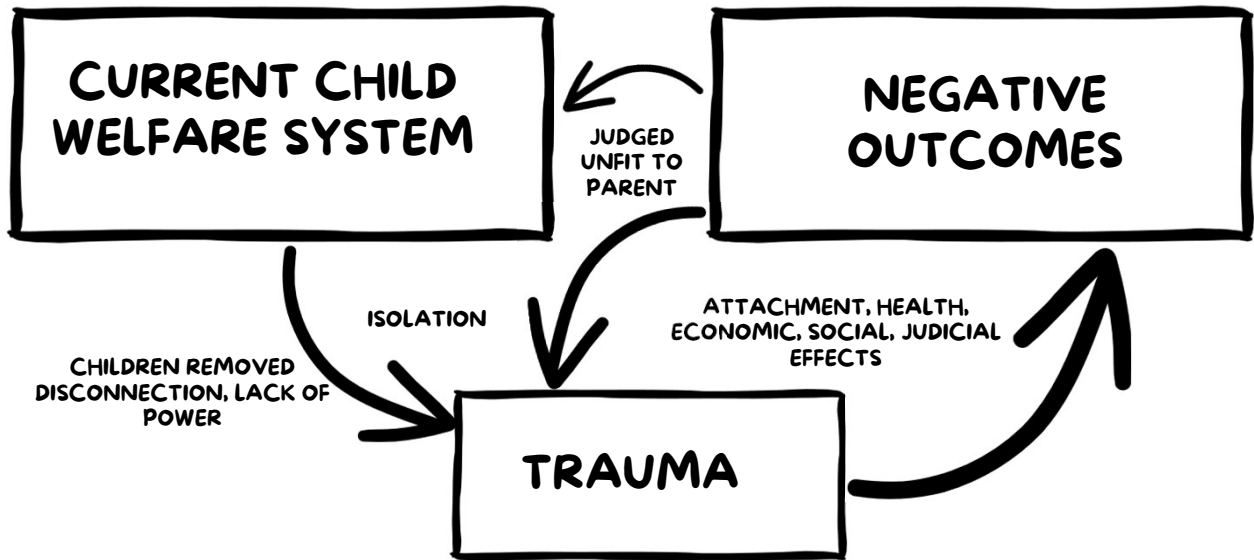 CURRENT CHILD
WELFARE SYSTEM
NEGATIVE
OUTCOMES
JUDGED
UNFIT TO
PARENT
ISOLATION
ATTACHMENT, HEALTH,
ECONOMIC, SOCIAL, JUDICIAL
EFFECTS
CHILDREN REMOVED
DISCONNECTION, LACK OF
POWER
TRAUMA